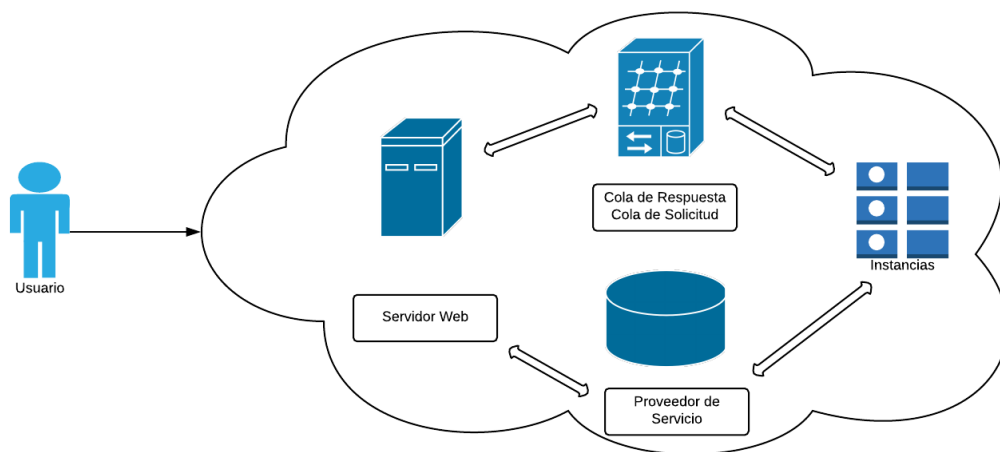 Usuario
Servidor Web
Cola de Respuesta
Cola de Solicitud
Instancias
Proveedor de
Servicio